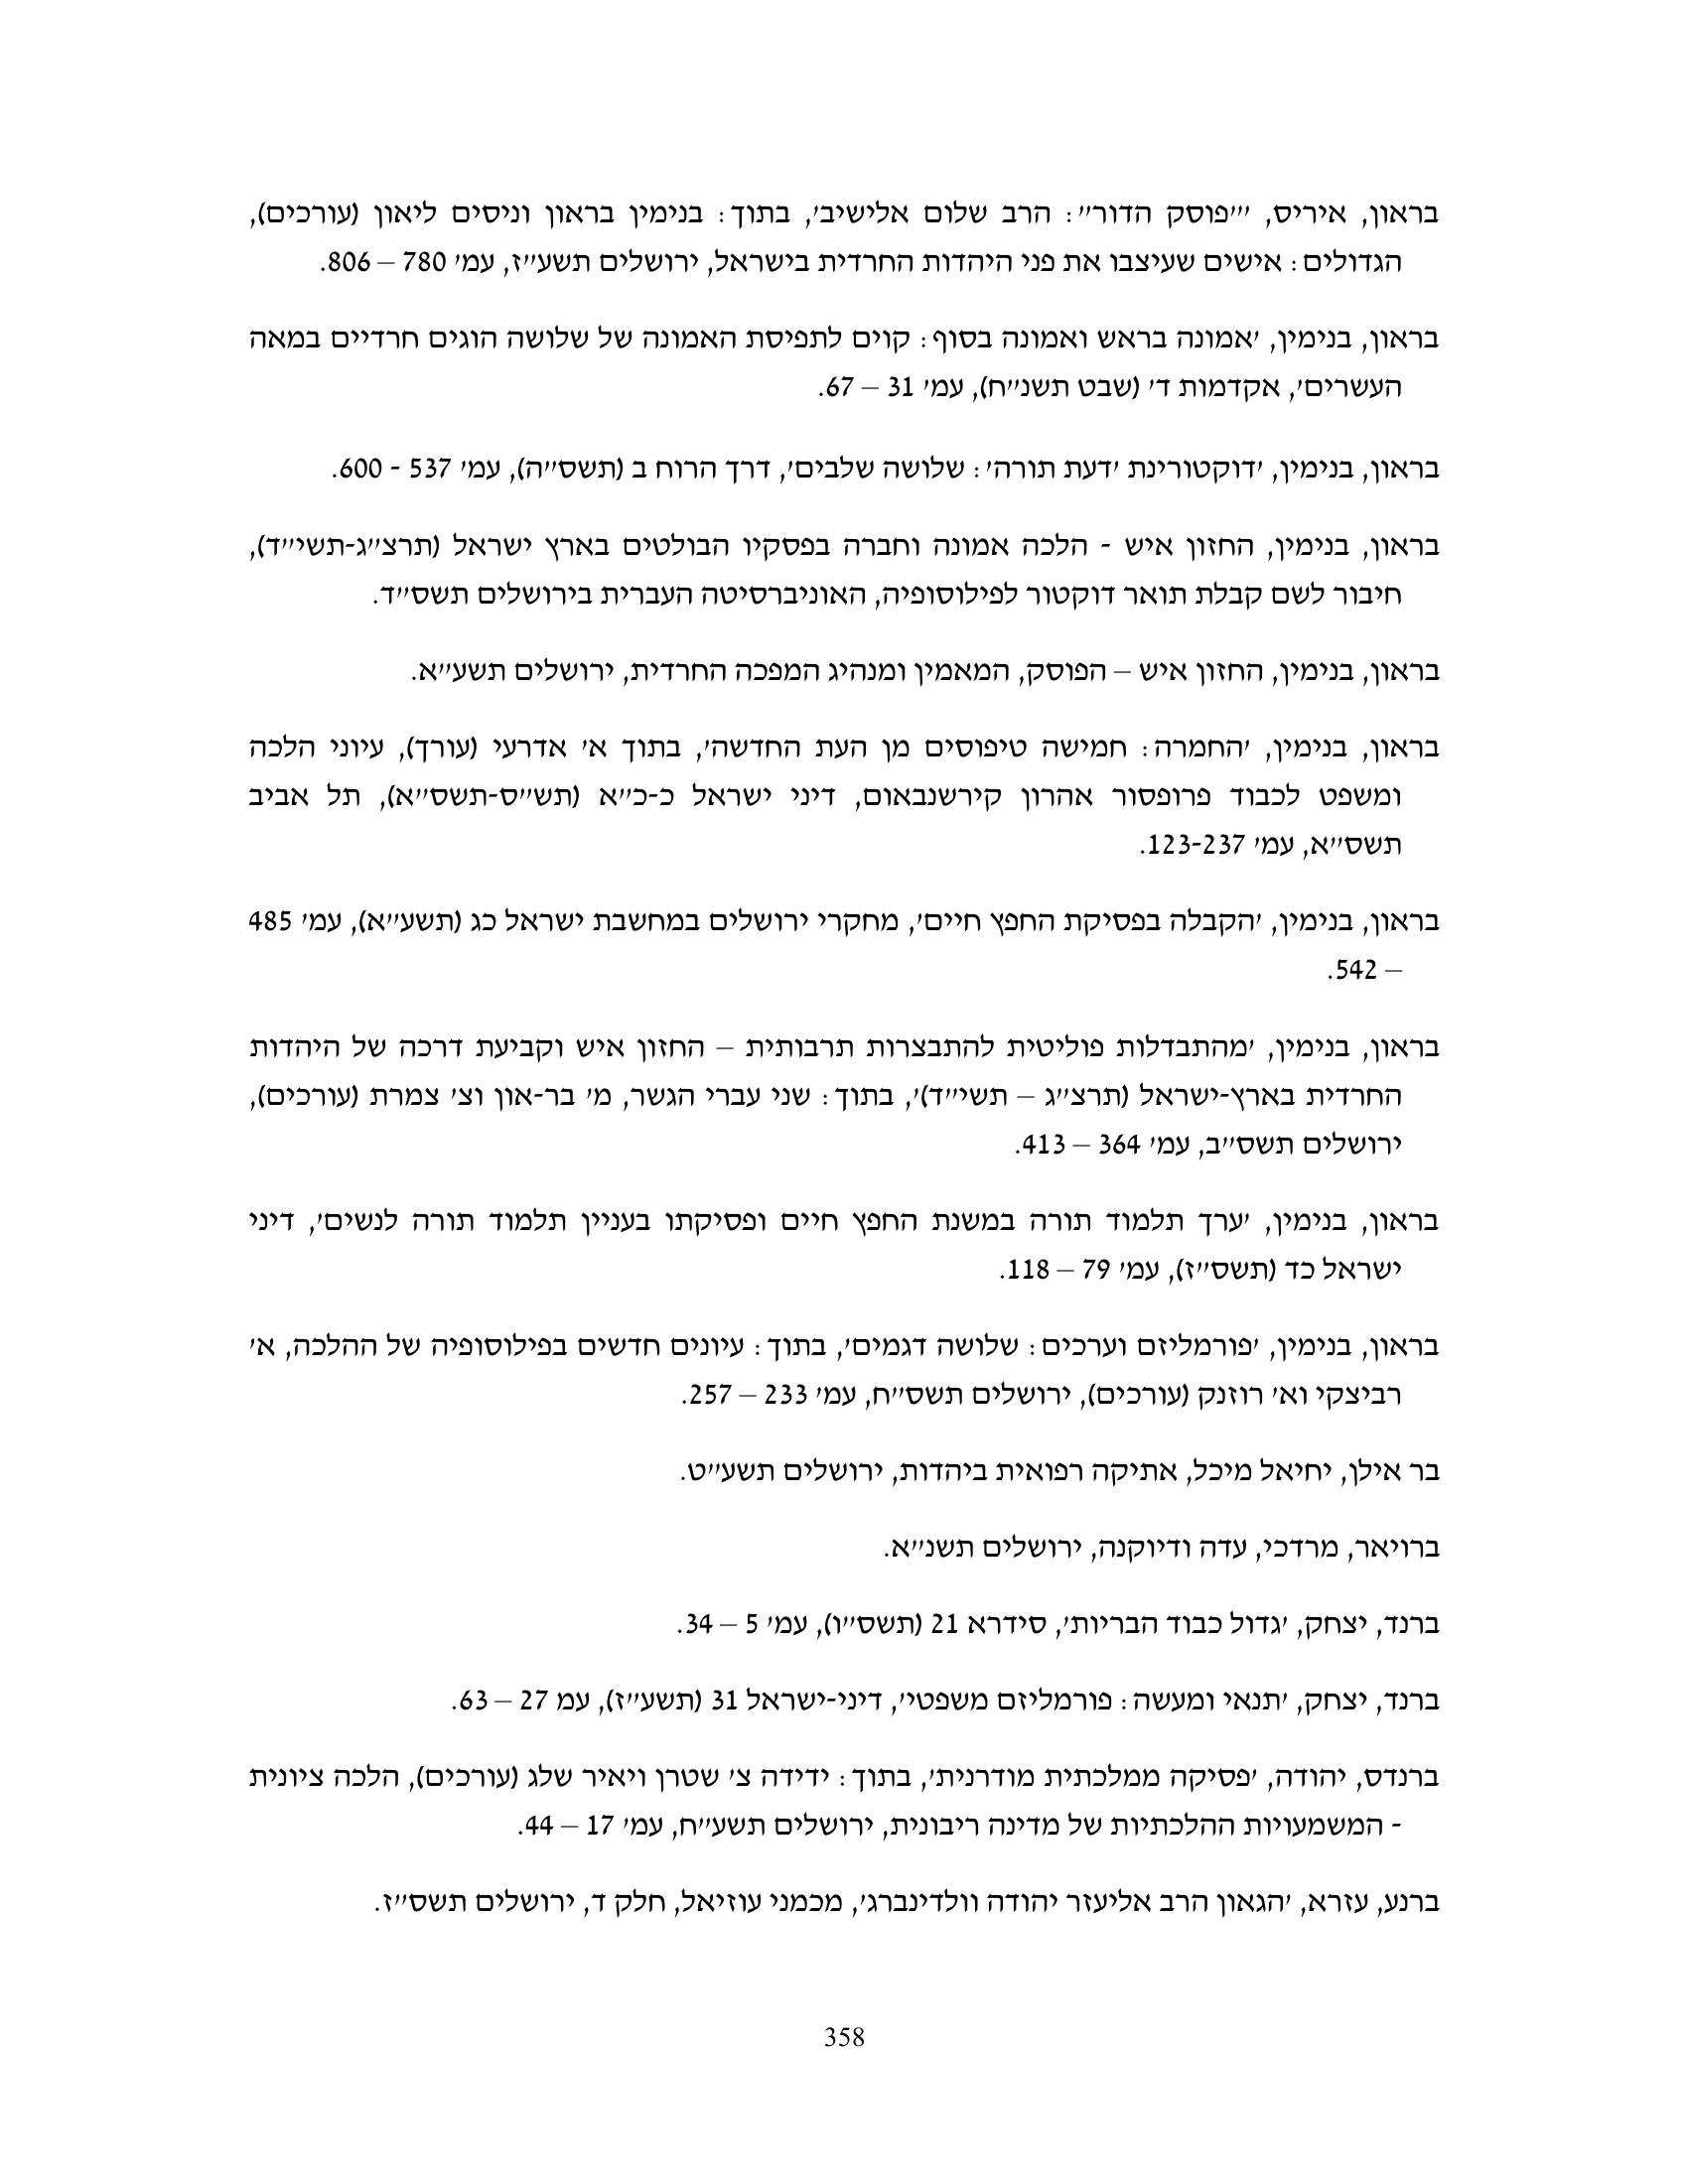 בראון, איריס, '"פוסק הדור": הרב שלום אלישיב', בתוך: בנימין בראון וניסים ליאון (עורכים),
הגדולים: אישים שעיצבו את פני היהדות החרדית בישראל, ירושלים תשע"ז, עמ' 780 – 806.
בראון, בנימין, 'אמונה בראש ואמונה בסוף: קוים לתפיסת האמונה של שלושה הוגים חרדיים במאה
העשרים', אקדמות ד' (שבט תשנ"ח), עמ' 31 – 67.
בראון, בנימין, 'דוקטורינת 'דעת תורה': שלושה שלבים', דרך הרוח ב (תשס"ה), עמ' 537 - 600.
בראון, בנימין, החזון איש - הלכה אמונה וחברה בפסקיו הבולטים בארץ ישראל (תרצ"ג-תשי"ד),
חיבור לשם קבלת תואר דוקטור לפילוסופיה, האוניברסיטה העברית בירושלים תשס"ד.
בראון, בנימין, החזון איש – הפוסק, המאמין ומנהיג המפכה החרדית, ירושלים תשע"א.
בראון, בנימין, 'החמרה: חמישה טיפוסים מן העת החדשה', בתוך א' אדרעי (עורך), עיוני הלכה
ומשפט לכבוד פרופסור אהרון קירשנבאום, דיני ישראל כ-כ"א (תש"ס-תשס"א), תל אביב
תשס"א, עמ' 123-237.
בראון, בנימין, 'הקבלה בפסיקת החפץ חיים', מחקרי ירושלים במחשבת ישראל כג (תשע"א), עמ' 485
– 542.
בראון, בנימין, 'מהתבדלות פוליטית להתבצרות תרבותית – החזון איש וקביעת דרכה של היהדות
החרדית בארץ-ישראל (תרצ"ג – תשי"ד)', בתוך: שני עברי הגשר, מ' בר-און וצ' צמרת (עורכים),
ירושלים תשס"ב, עמ' 364 – 413.
בראון, בנימין, 'ערך תלמוד תורה במשנת החפץ חיים ופסיקתו בעניין תלמוד תורה לנשים', דיני
ישראל כד (תשס"ז), עמ' 79 – 118.
בראון, בנימין, 'פורמליזם וערכים: שלושה דגמים', בתוך: עיונים חדשים בפילוסופיה של ההלכה, א'
רביצקי וא' רוזנק (עורכים), ירושלים תשס"ח, עמ' 233 – 257.
בר אילן, יחיאל מיכל, אתיקה רפואית ביהדות, ירושלים תשע"ט.
ברויאר, מרדכי, עדה ודיוקנה, ירושלים תשנ"א.
ברנד, יצחק, 'גדול כבוד הבריות', סידרא 21 (תשס"ו), עמ' 5 – 34.
ברנד, יצחק, 'תנאי ומעשה: פורמליזם משפטי', דיני-ישראל 31 (תשע"ז), עמ 27 – 63.
ברנדס, יהודה, 'פסיקה ממלכתית מודרנית', בתוך: ידידה צ' שטרן ויאיר שלג (עורכים), הלכה ציונית
- המשמעויות ההלכתיות של מדינה ריבונית, ירושלים תשע"ח, עמ' 17 – 44.
ברנע, עזרא, 'הגאון הרב אליעזר יהודה וולדינברג', מכמני עוזיאל, חלק ד, ירושלים תשס"ז.
358